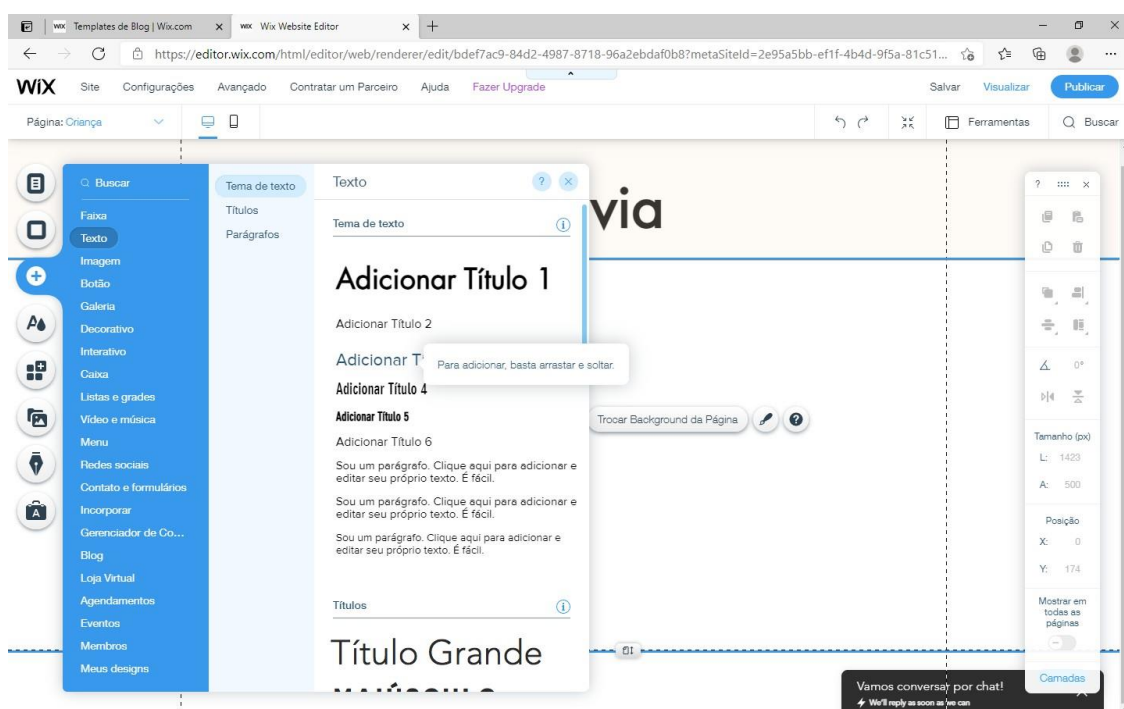 Templates de Blog | Wix.com
Wix Website Editor
https://editor.wix.com/html/editor/web/renderer/edit/bdef7ac9-84d2-4987-8718-96a2ebdaf0b8?metaSiteId=2e95a5bb-ef1f-4b4d-9f5a-81c51...
WiX Site Configurações Avançado Contratar um Parceiro Ajuda Fazer Upgrade Salvar Visualizar Publicar
Página: Criança Ferramentas Buscar
via
Buscar
Faixa
Texto
Imagem
Botão
Galeria
Decorativo
Interativo
Caixa
Listas e grades
Vídeo e música
Menu
Redes sociais
Contato e formulários
Incorporar
Gerenciador de Co...
Blog
Loja Virtual
Agendamentos
Eventos
Membros
Meus designs
Tema de texto
Títulos
Parágrafos
Texto
Tema de texto
Adicionar Título 1
Adicionar Título 2
Adicionar T
Para adicionar, basta arrastar e soltar.
Adicionar Título 4
Adicionar Título 5
Adicionar Título 6
Sou um parágrafo. Clique aqui para adicionar e
editar seu próprio texto. É fácil.
Sou um parágrafo. Clique aqui para adicionar e
editar seu próprio texto. É fácil.
Sou um parágrafo. Clique aqui para adicionar e
editar seu próprio texto. É fácil.
Títulos
Título Grande
Trocar Background da Página
0°
Tamanho (px)
L: 1423
A: 500
Posição
X: 0
Y: 174
Mostrar em
todas as
páginas
Camadas
Vamos conversar por chat!
We'll reply as soon as we can